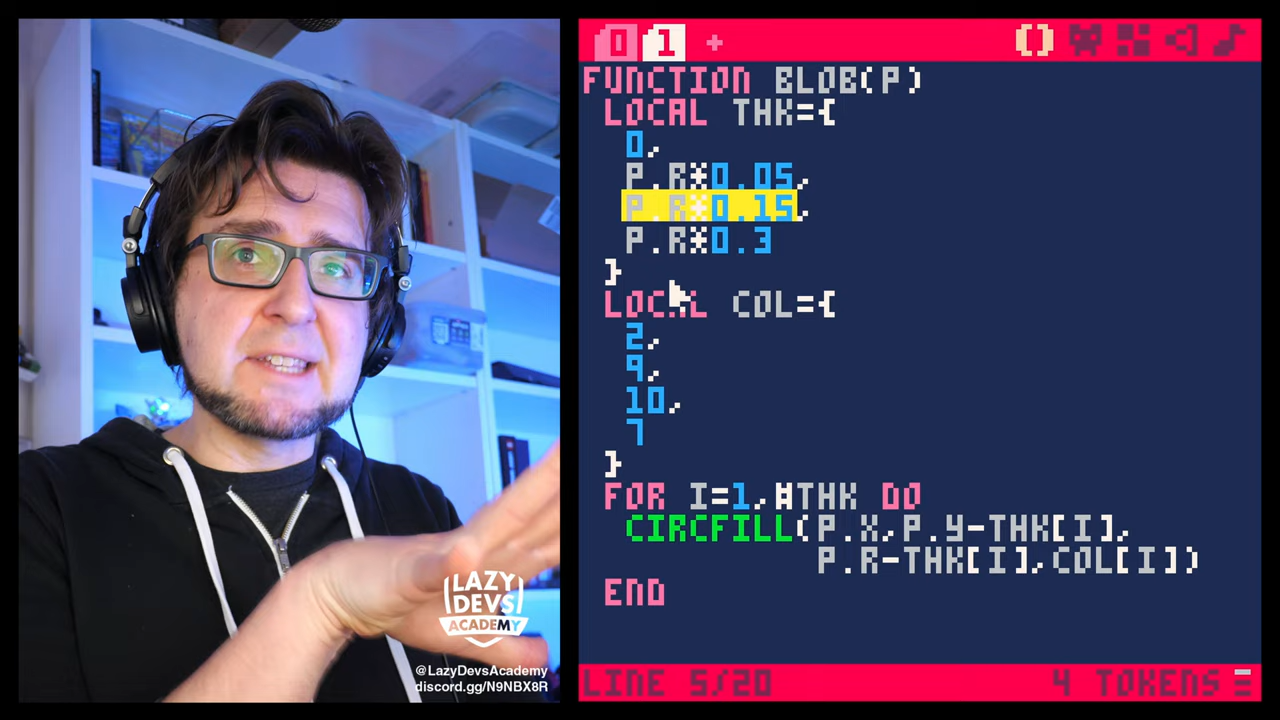 LAZY
DEVS
ACADEMY
@LazyDevsAcademy
discord.gg/N9NBX8R
0 1 +
FUNCTION BLOB(P)
LOCAL THK={
0,
P.R*0.05,
P.R*0.15,
P.R*0.3
}
LOCAL COL={
2,
9,
10,
7
}
FOR I=1,#THK DO
CIRCFILL(P.X,P.Y-THK[I],
P.R-THK[I],COL[I])
END
LINE 5/20
4 TOKENS